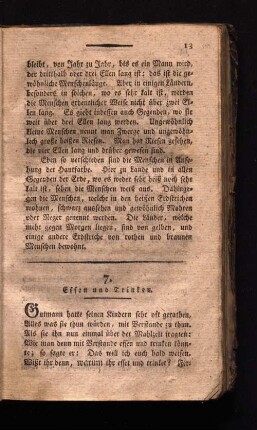 13
bleibt, von Jahr zu Jahr, bis es ein Mann wird,
der dritthalb oder drei Ellen lang ist; das ist die ge-
wöhnliche Menschenlänge. Aber in einigen Ländern,
besonders in solchen, wo es sehr kalt ist, werden
die Menschen ordentlicher Weise nicht über zwei El-
len lang. Es giebt indessen auch Gegenden, wo sie
weit über drei Ellen lang werden. Ungewöhnlich
kleine Menschen nennt man Zwerge und ungewöhn-
lich große heißen Riesen. Man hat Riesen gesehen,
die vier Ellen lang und drüber gewesen sind.
Eben so verschieden sind die Menschen in Anse-
hung der Hautfarbe. Hier zu Lande und in allen
Gegenden der Erde, wo es weder sehr heiß noch sehr
kalt ist, sehen die Menschen weiß aus. Dahinge-
gen die Menschen, welche in den heißen Erdstrichen
wohnen, schwarz aussehen und gewöhnlich Mohren
oder Neger genennt werden. Die Länder, welche
mehr gegen Morgen liegen, sind von gelben, und
einige andere Erdstriche von rothen und braunen
Menschen bewohnt.
7.
Essen und Trinken.
Gutmann hatte seinen Kindern sehr oft gerathen,
Alles was sie thun würden, mit Verstande zu thun.
Als sie ihn nun einmal über der Mahlzeit fragten:
Wie man denn mit Verstande essen und trinken könn-
te; so sagte er: Das will ich euch bald weisen.
Wißt ihr denn, warum ihr esset und trinket? Fri-